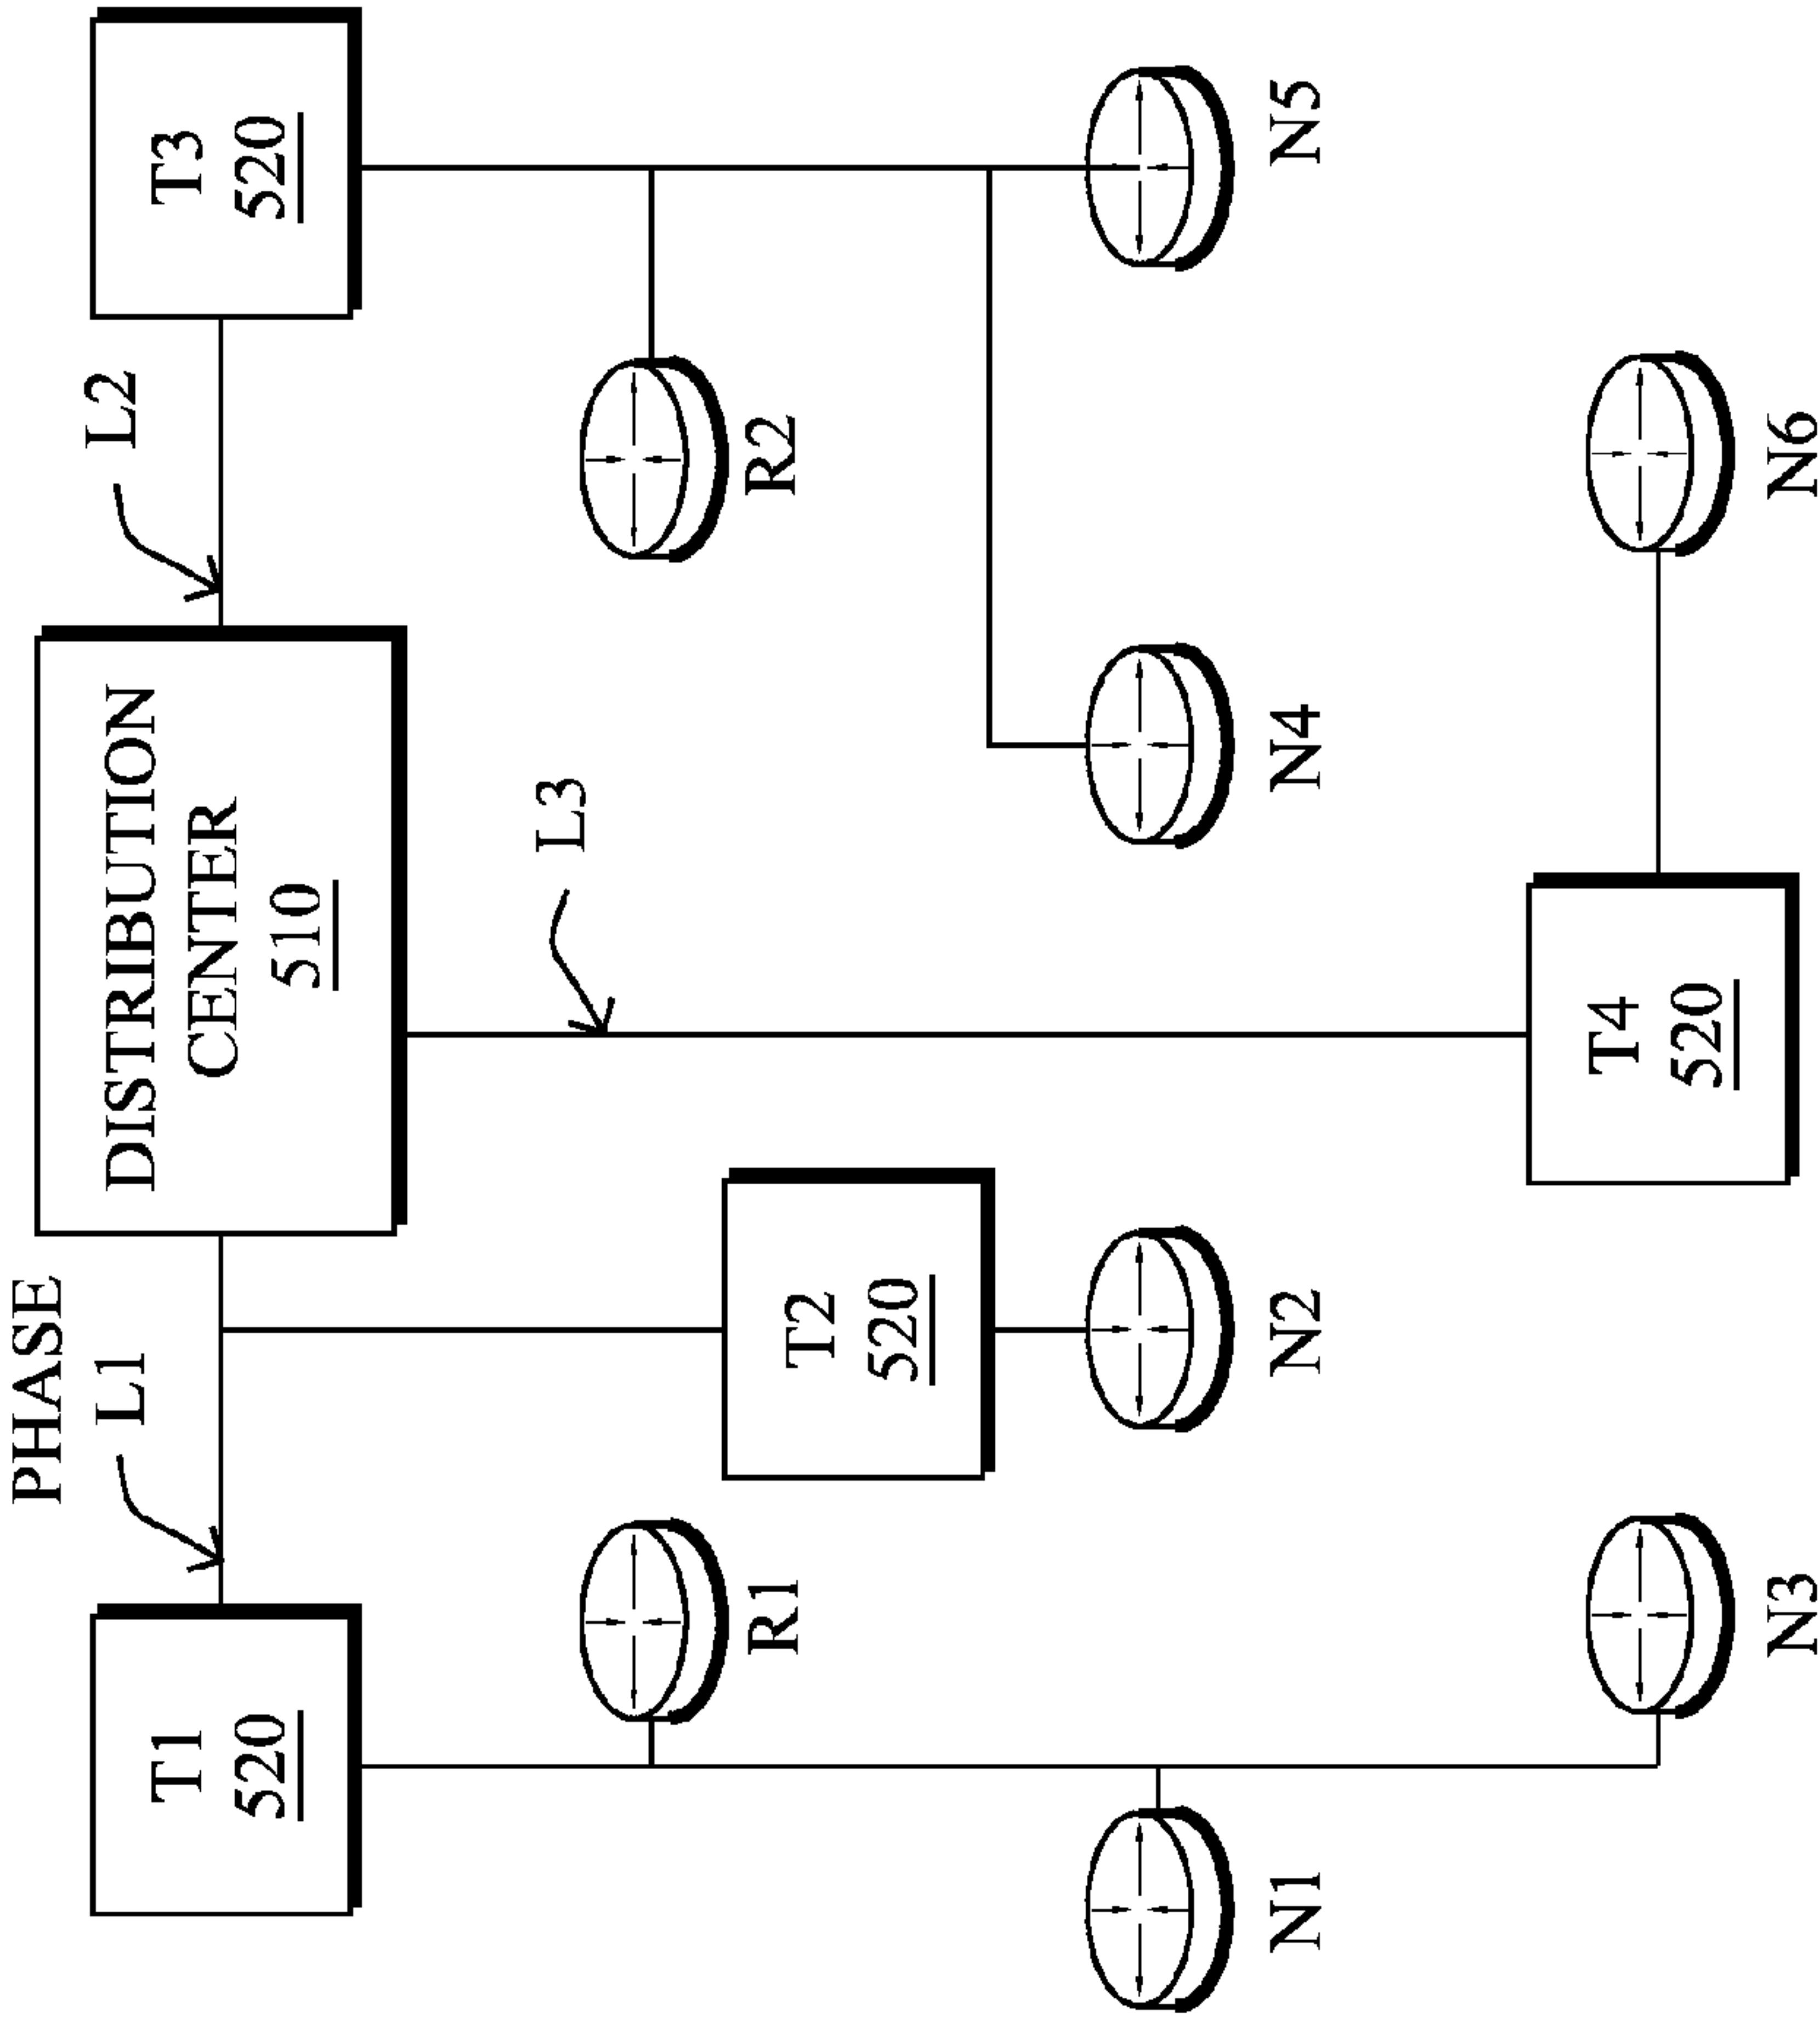 PHASE
L1
L2
T1
520
DISTRIBUTION
CENTER
510
T3
520
L3
R1
R2
T2
520
N1
N2
N4
N5
T4
520
N3
N6